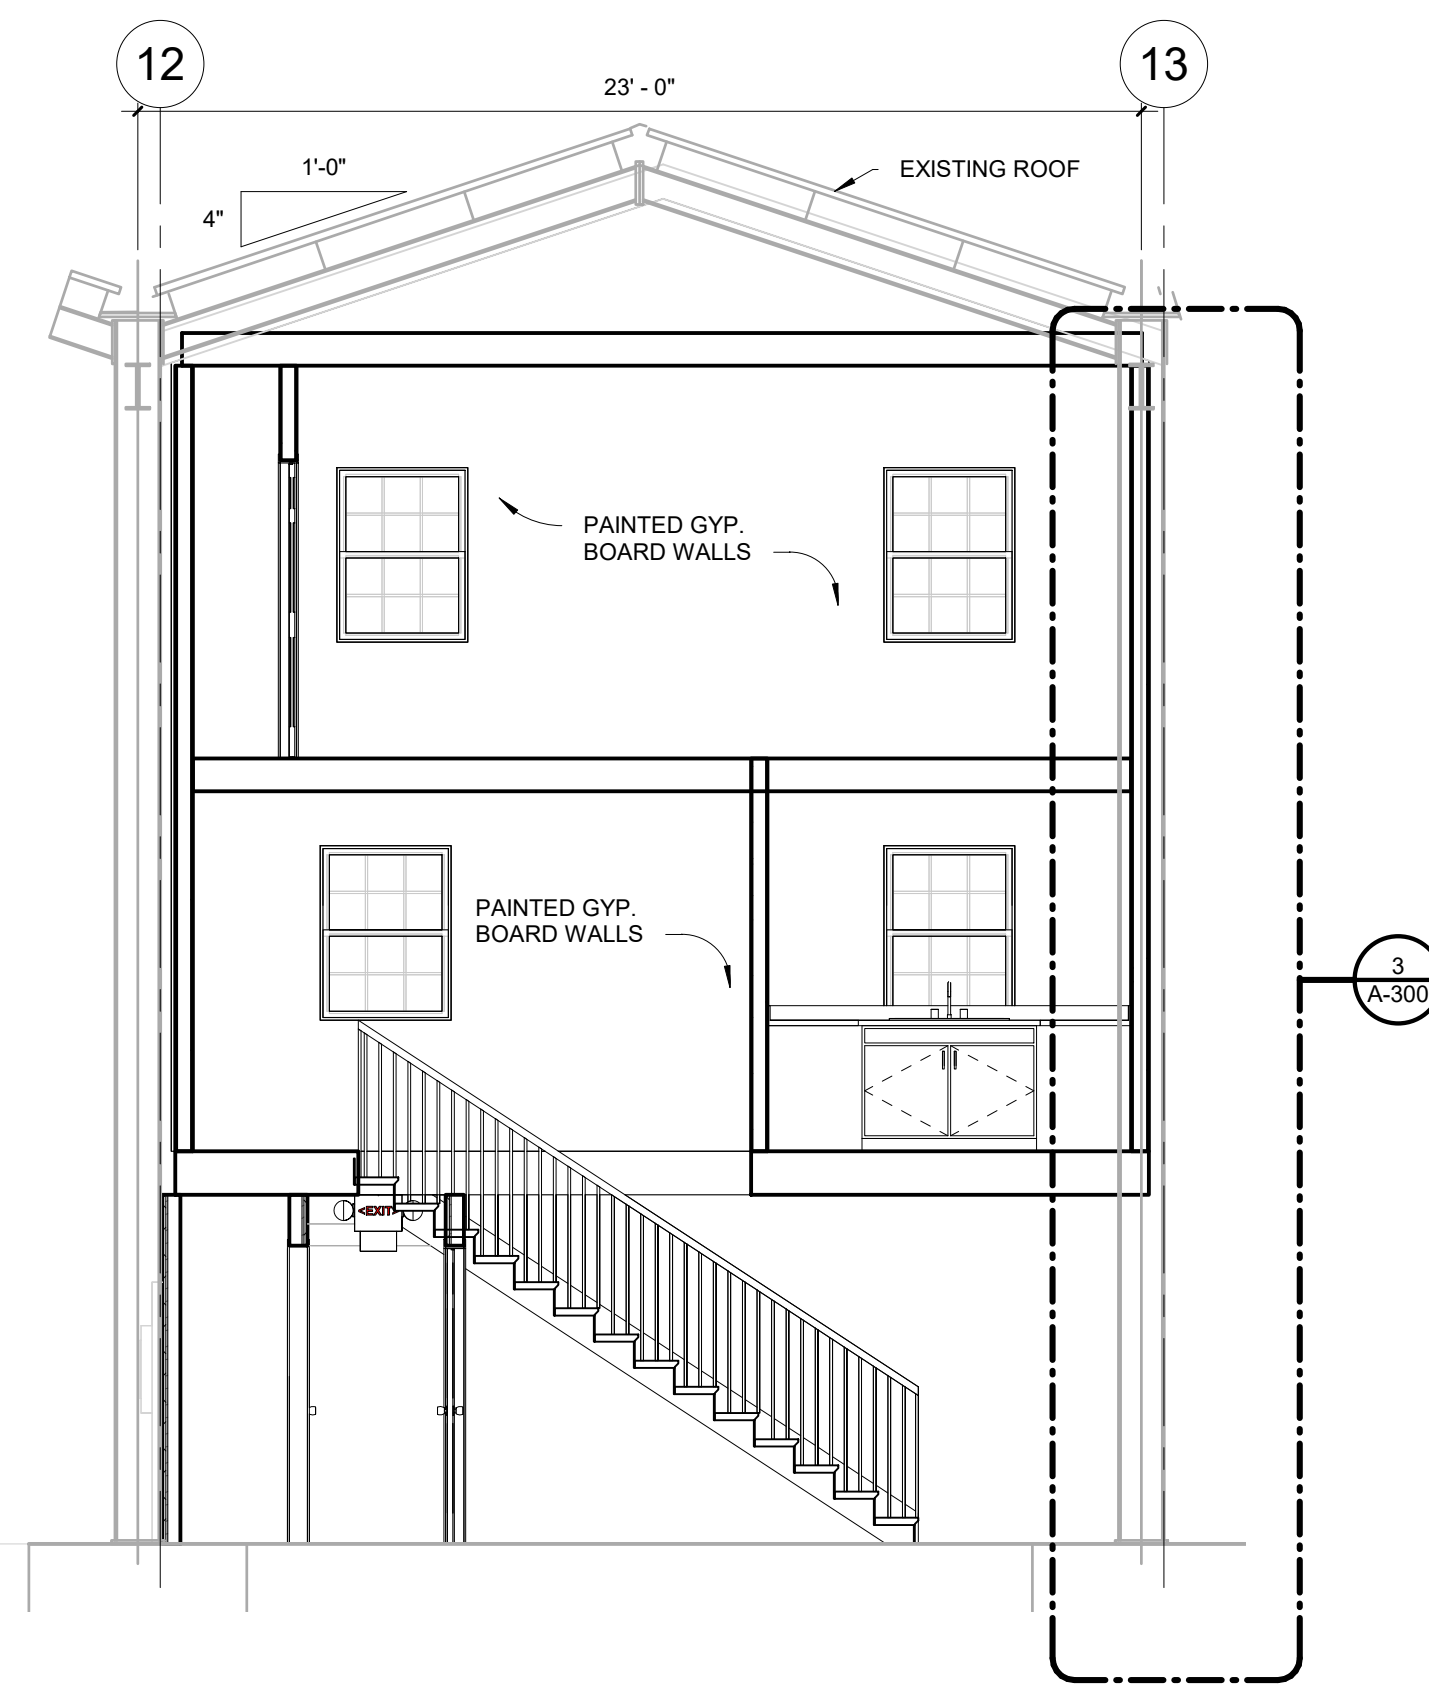 12
13
23' - 0"
1'-0"
4"
EXISTING ROOF
PAINTED GYP.
BOARD WALLS
PAINTED GYP.
BOARD WALLS
3
A-300
<EXIT>